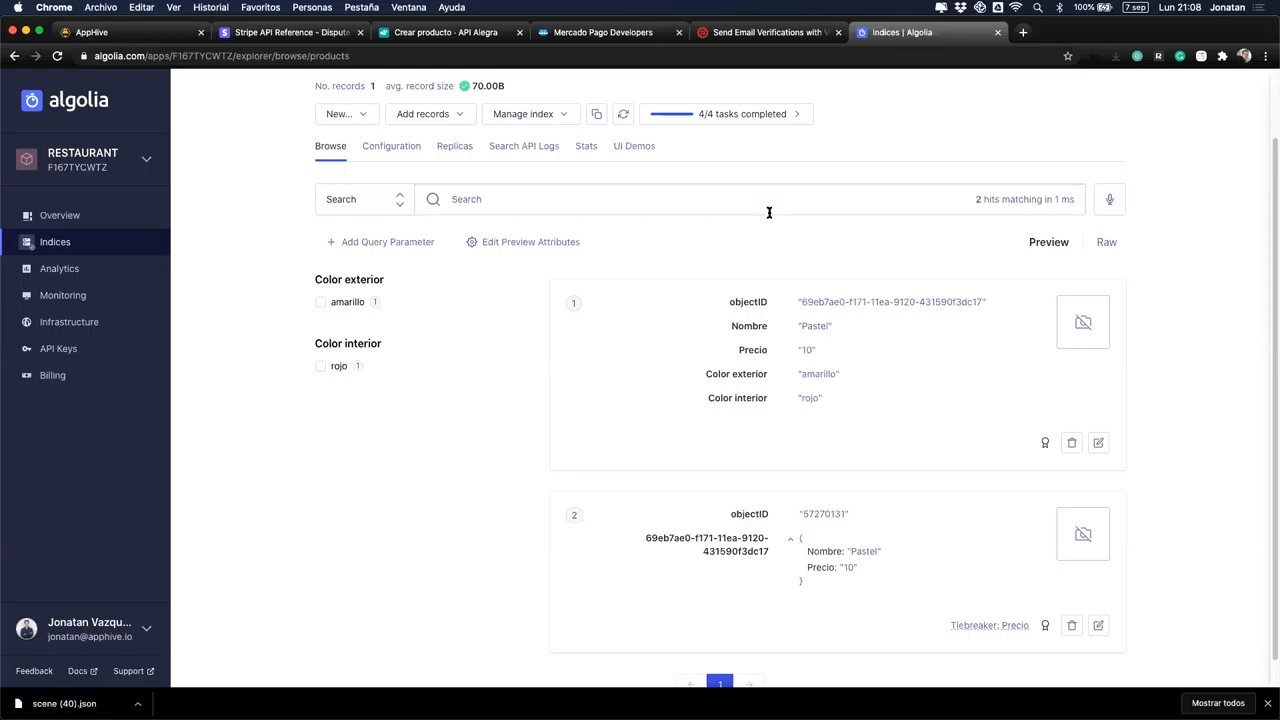 Chrome Archivo Editar Ver Historial Favoritos Personas Pestaña Ventana Ayuda 100% 7 sep Lun 21:08 Jonatan
AppHive Stripe API Reference - Dispute Crear producto · API Alegra Mercado Pago Developers Send Email Verifications with V Indices | Algolia
algolia.com/apps/F167TYCWTZ/explorer/browse/products
algolia
RESTAURANT
F167TYCWTZ
Overview
Indices
Analytics
Monitoring
Infrastructure
API Keys
Billing
Jonatan Vazqu...
jonatan@apphive.io
Feedback Docs Support
No. records 1 avg. record size 70.00B
New... Add records Manage index 4/4 tasks completed
Browse Configuration Replicas Search API Logs Stats UI Demos
Search Search 2 hits matching in 1 ms
Add Query Parameter Edit Preview Attributes Preview Raw
Color exterior
amarillo 1
Color interior
rojo 1
1 objectID "69eb7ae0-f171-11ea-9120-431590f3dc17"
Nombre "Pastel"
Precio "10"
Color exterior "amarillo"
Color interior "rojo"
2 objectID "57270131"
69eb7ae0-f171-11ea-9120- {
431590f3dc17 Nombre: "Pastel"
Precio: "10"
}
Tiebreaker: Precio
1
scene (40).json Mostrar todos